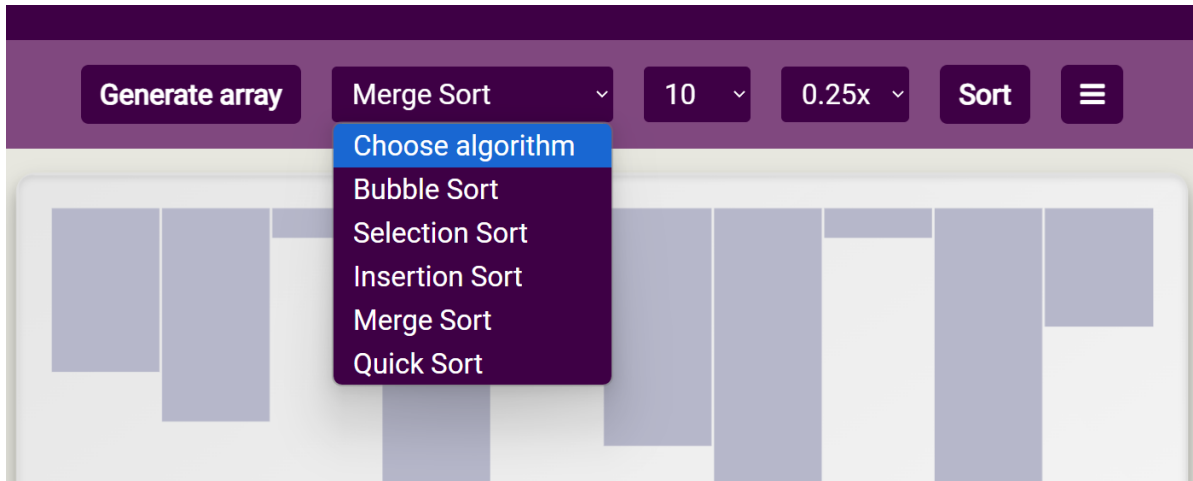 Generate array Merge Sort 10 0.25x Sort
Choose algorithm
Bubble Sort
Selection Sort
Insertion Sort
Merge Sort
Quick Sort